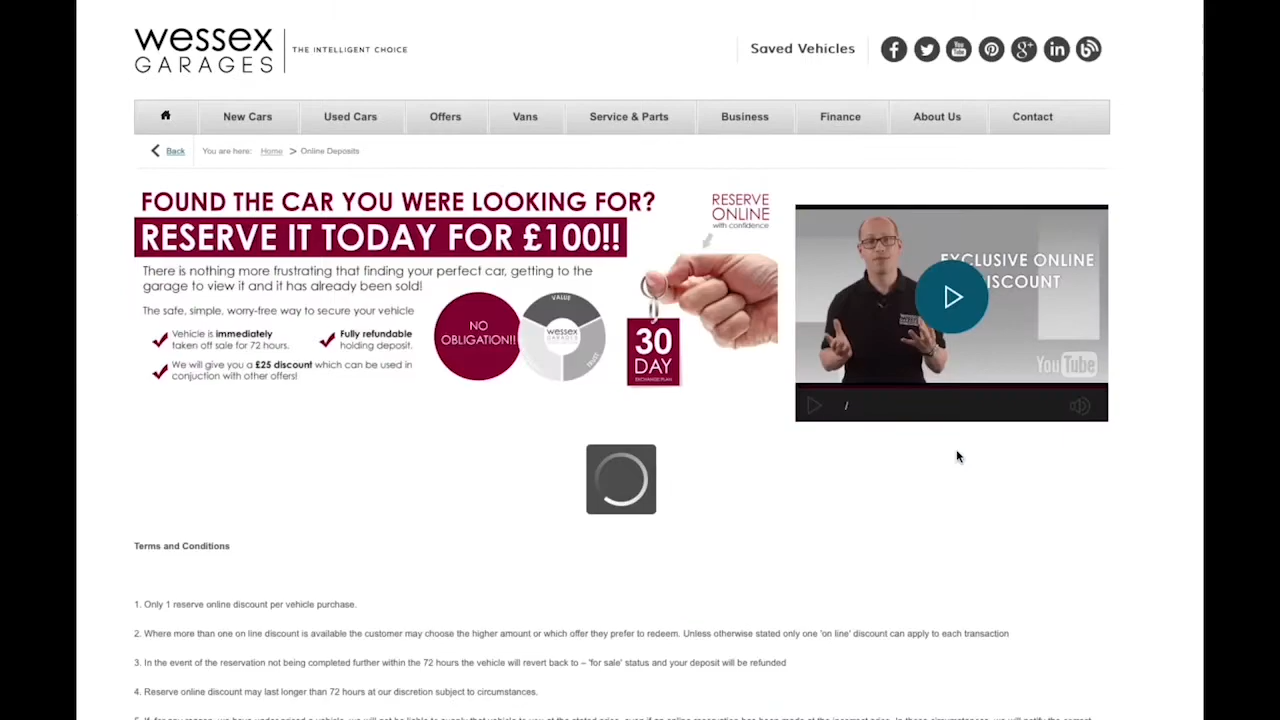 wessex
GARAGES
THE INTELLIGENT CHOICE
Saved Vehicles
New Cars
Used Cars
Offers
Vans
Service & Parts
Business
Finance
About Us
Contact
Back
You are here: Home > Online Deposits
FOUND THE CAR YOU WERE LOOKING FOR?
RESERVE IT TODAY FOR £100!!
There is nothing more frustrating that finding your perfect car, getting to the
garage to view it and it has already been sold!
The safe, simple, worry-free way to secure your vehicle
Vehicle is immediately
taken off sale for 72 hours.
Fully refundable
holding deposit.
We will give you a £25 discount which can be used in
conjuction with other offers!
NO
OBLIGATION!!
VALUE
wessex
GARAGES
TRUST
RESERVE
ONLINE
with confidence
30
DAY
EXCHANGE PLAN
EXCLUSIVE ONLINE
DISCOUNT
YouTube
/
Terms and Conditions
1. Only 1 reserve online discount per vehicle purchase.
2. Where more than one on line discount is available the customer may choose the higher amount or which offer they prefer to redeem. Unless otherwise stated only one 'on line' discount can apply to each transaction
3. In the event of the reservation not being completed further within the 72 hours the vehicle will revert back to – 'for sale' status and your deposit will be refunded
4. Reserve online discount may last longer than 72 hours at our discretion subject to circumstances.